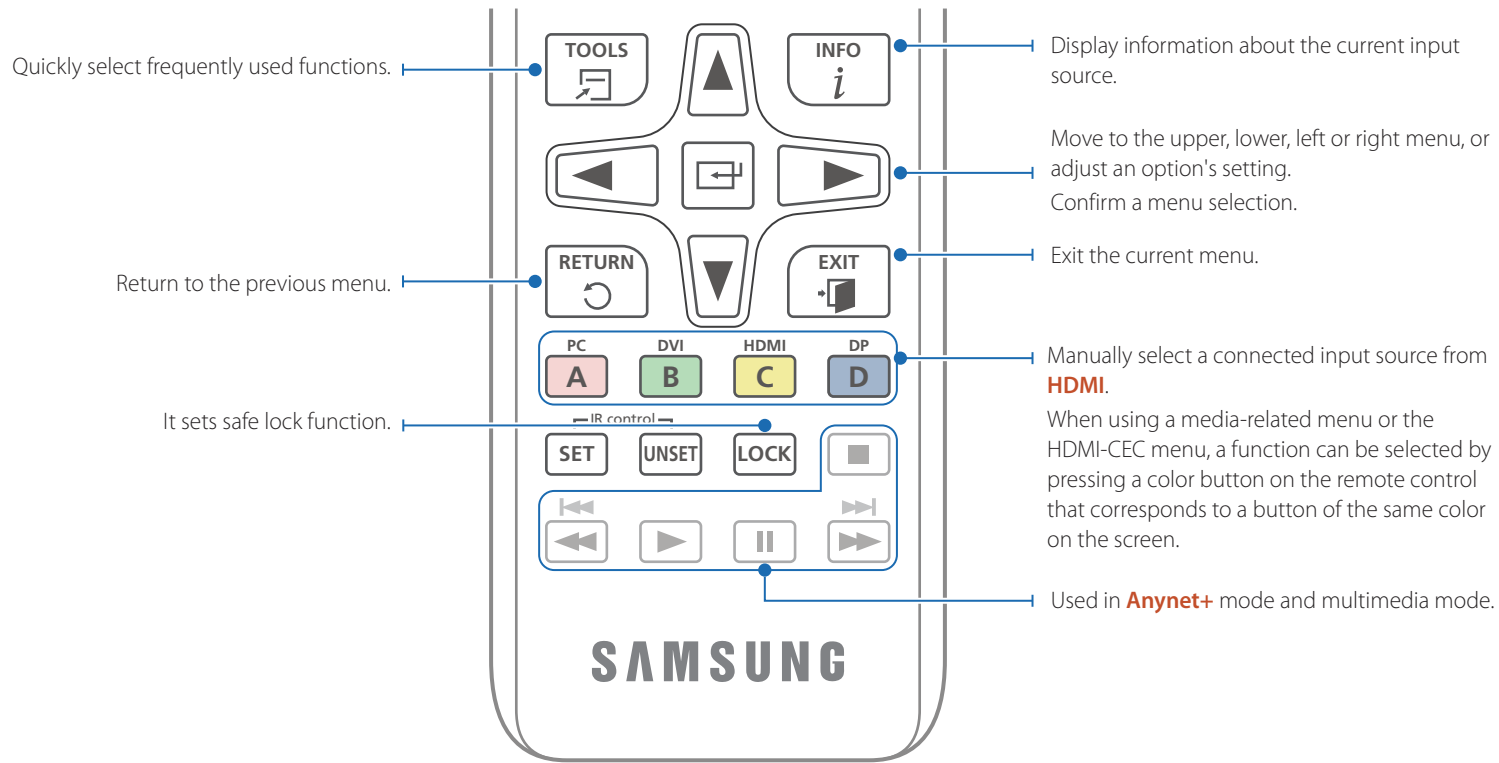 TOOLS
INFO
i
Quickly select frequently used functions.
Display information about the current input
source.
Move to the upper, lower, left or right menu, or
adjust an option's setting.
Confirm a menu selection.
RETURN
EXIT
Return to the previous menu.
Exit the current menu.
PC DVI HDMI DP
A B C D
Manually select a connected input source from
HDMI.
When using a media-related menu or the
HDMI-CEC menu, a function can be selected by
pressing a color button on the remote control
that corresponds to a button of the same color
on the screen.
It sets safe lock function.
IR control
SET UNSET LOCK
Used in Anynet+ mode and multimedia mode.
SAMSUNG